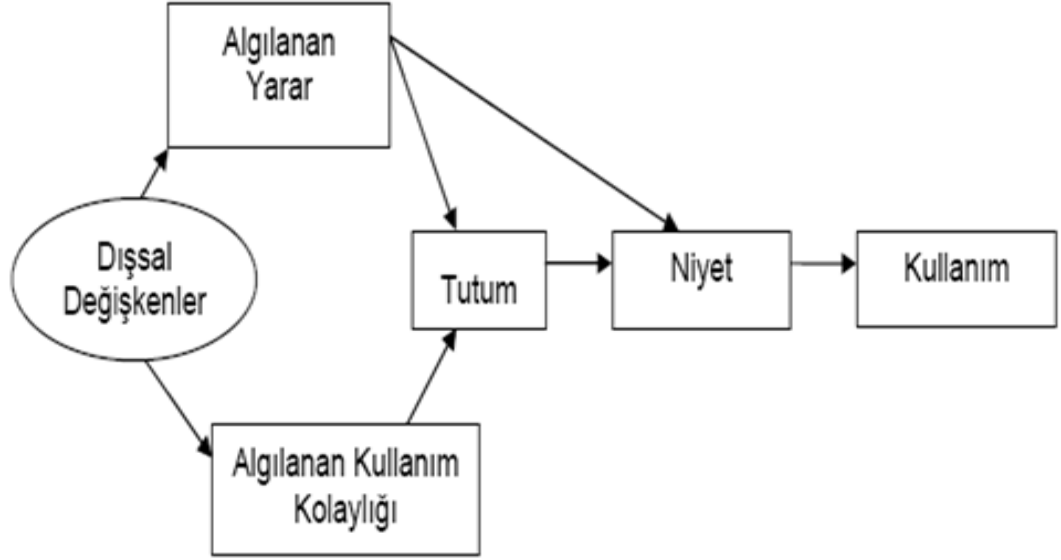 Algılanan
Yarar
Dışsal
Değişkenler
Tutum
Niyet
Kullanım
Algılanan Kullanım
Kolaylığı